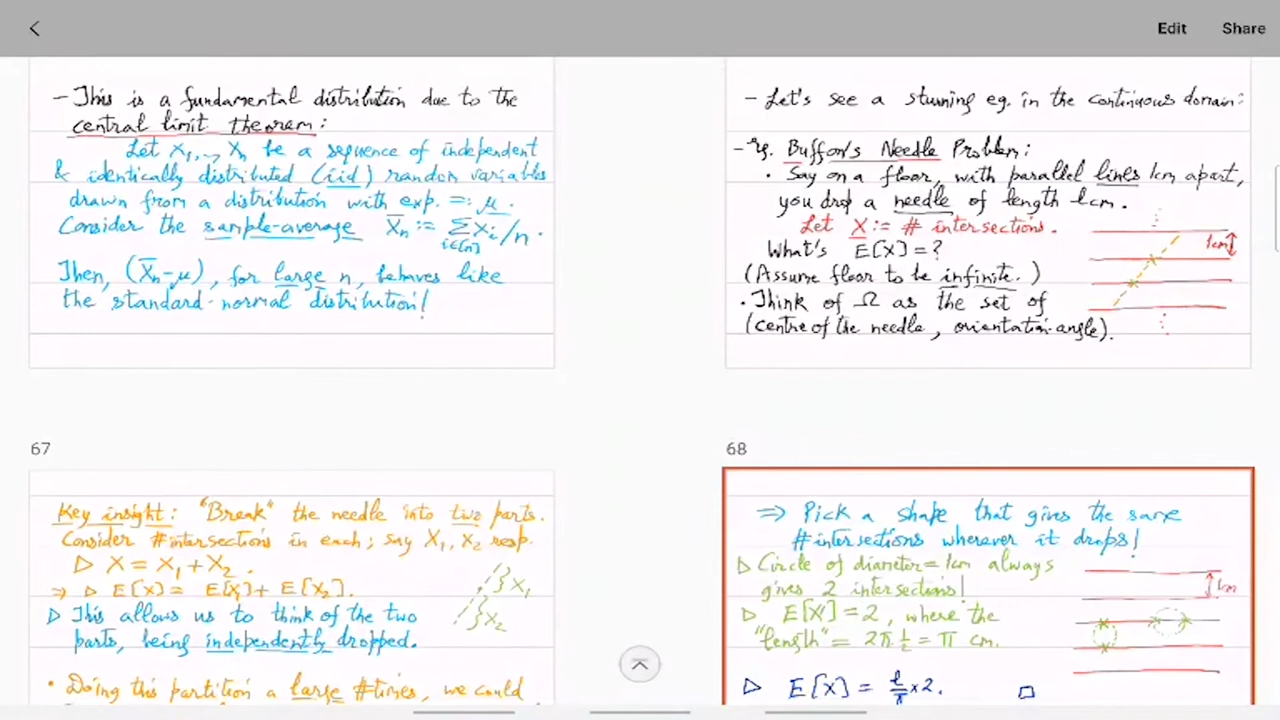 Edit Share
- This is a fundamental distribution due to the
central limit theorem:
Let X₁, ⤳ Xₙ be a sequence of independent
& identically distributed (iid) random variables
drawn from a distribution with exp. =: μ.
Consider the sample-average X̄ₙ := Σ Xᵢ/n .
i∈[n]
Then, (X̄ₙ-μ), for large n, behaves like
the standard-normal distribution!
- Let's see a stunning eg. in the continuous domain:
- eg. Buffon's Needle Problem:
• Say on a floor, with parallel lines 1cm apart,
you drop a needle of length l cm.
Let X := # intersections.
1cm
What's E[X] = ?
(Assume floor to be infinite.)
• Think of Ω as the set of
(centre of the needle, orientation-angle).
67
Key insight: "Break" the needle into two parts.
Consider #intersections in each; say X₁, X₂ resp.
▷ X = X₁ + X₂.
⇒ ▷ E[X] = E[X₁] + E[X₂].
X₁
X₂
▷ This allows us to think of the two
parts, being independently dropped.
• Doing this partition a large #times, we could
68
⇒ Pick a shape that gives the same
#intersections wherever it drops!
▷ Circle of diameter = 1cm always
gives 2 intersections!
1cm
▷ E[X] = 2, where the
"length" = 2π ½ = π cm.
▷ E[X] = l/π × 2. □